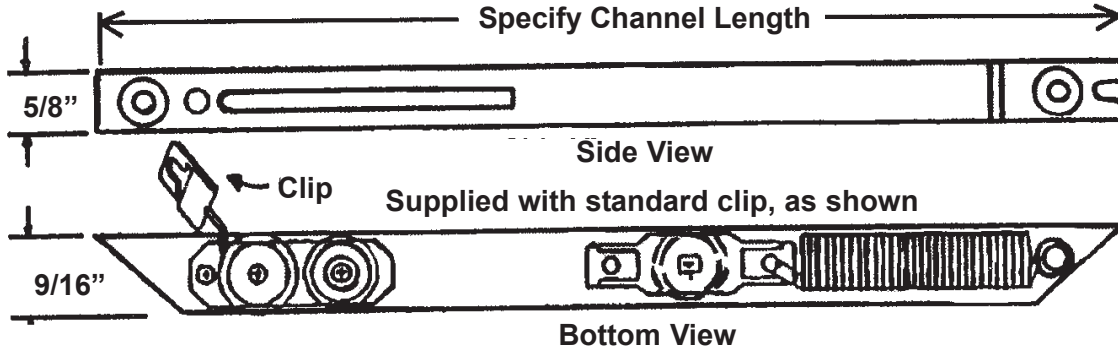 Specify Channel Length
5/8”
Side View
Clip
Supplied with standard clip, as shown
9/16”
Bottom View